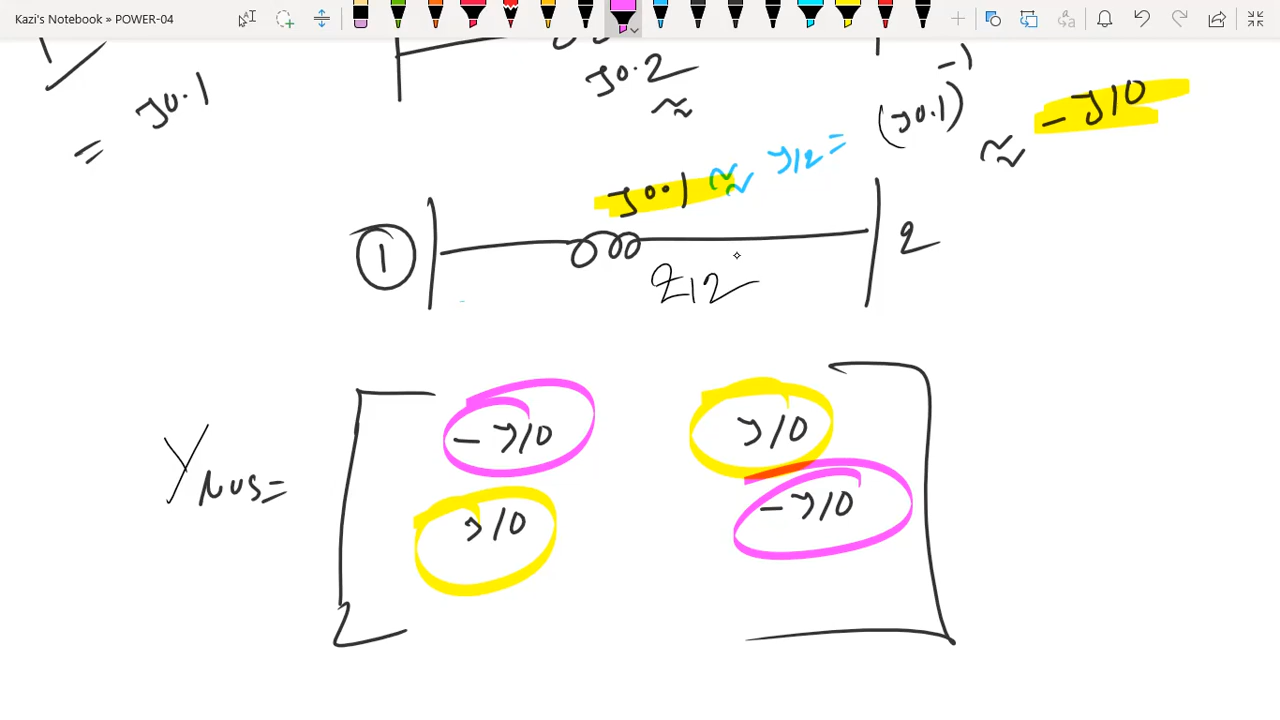 Kazi's Notebook » POWER-04
= j0.1
j0.2
≈
(j0.1)^-1 ≈ -j10
j0.1 ≈ y12 =
1 2
Z12
-j10 j10
YBUS =
j10 -j10